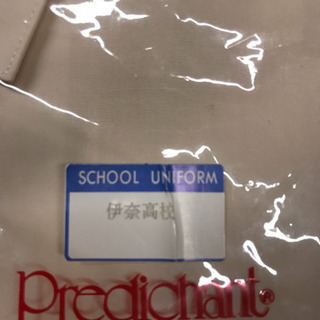 SCHOOL UNIFORM
伊奈高校
Predichant®